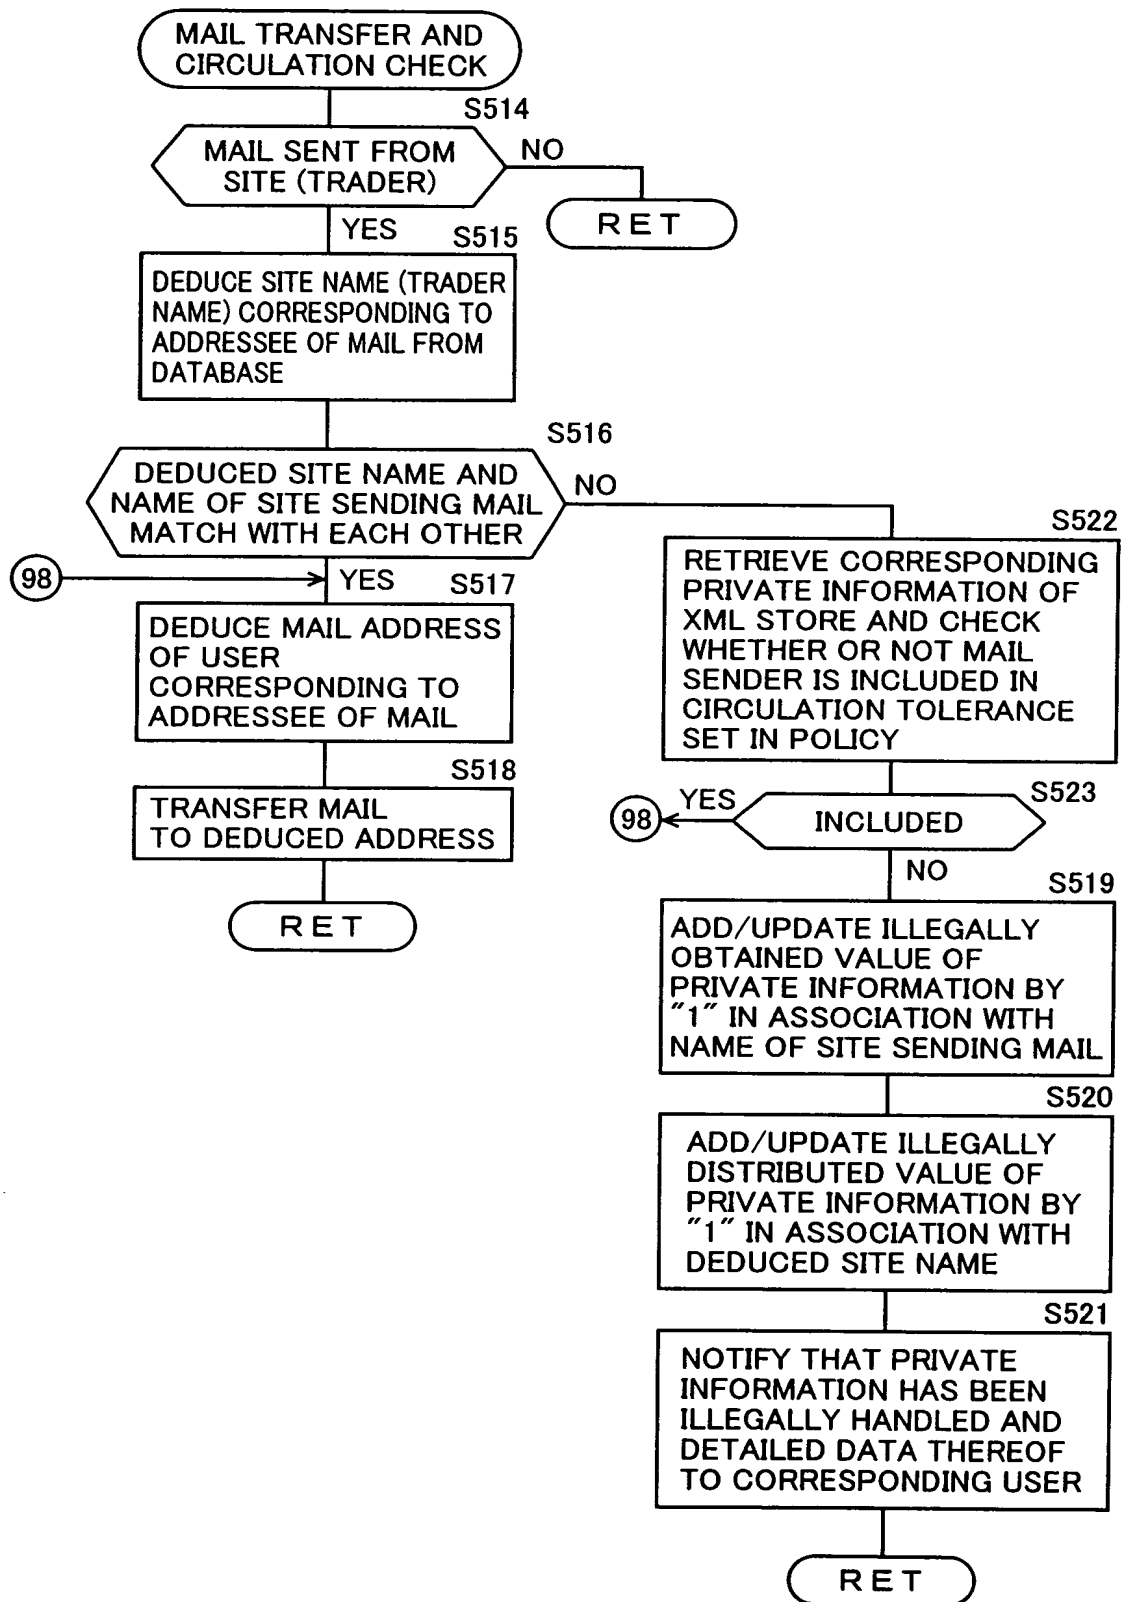 MAIL TRANSFER AND
CIRCULATION CHECK
S514
MAIL SENT FROM
SITE (TRADER)
NO
RET
YES
S515
DEDUCE SITE NAME (TRADER
NAME) CORRESPONDING TO
ADDRESSEE OF MAIL FROM
DATABASE
S516
DEDUCED SITE NAME AND
NAME OF SITE SENDING MAIL
MATCH WITH EACH OTHER
NO
98
YES
S517
DEDUCE MAIL ADDRESS
OF USER
CORRESPONDING TO
ADDRESSEE OF MAIL
S518
TRANSFER MAIL
TO DEDUCED ADDRESS
RET
S522
RETRIEVE CORRESPONDING
PRIVATE INFORMATION OF
XML STORE AND CHECK
WHETHER OR NOT MAIL
SENDER IS INCLUDED IN
CIRCULATION TOLERANCE
SET IN POLICY
S523
98
YES
INCLUDED
NO
S519
ADD/UPDATE ILLEGALLY
OBTAINED VALUE OF
PRIVATE INFORMATION BY
"1" IN ASSOCIATION WITH
NAME OF SITE SENDING MAIL
S520
ADD/UPDATE ILLEGALLY
DISTRIBUTED VALUE OF
PRIVATE INFORMATION BY
"1" IN ASSOCIATION WITH
DEDUCED SITE NAME
S521
NOTIFY THAT PRIVATE
INFORMATION HAS BEEN
ILLEGALLY HANDLED AND
DETAILED DATA THEREOF
TO CORRESPONDING USER
RET